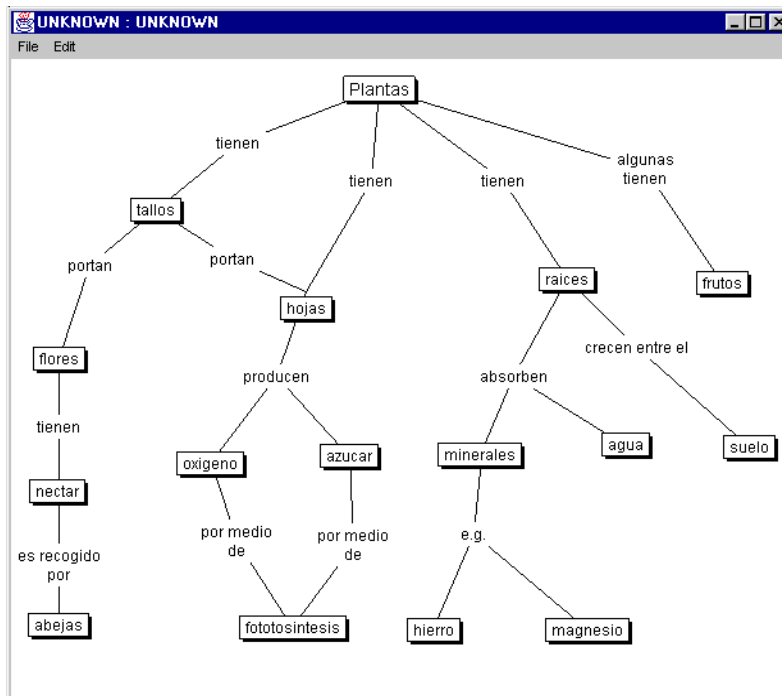 UNKNOWN : UNKNOWN
File Edit
Plantas
tienen
tienen
tienen
algunas
tienen
tallos
portan
portan
hojas
raices
frutos
flores
producen
absorben
crecen entre el
tienen
oxigeno
azucar
minerales
agua
suelo
nectar
es recogido
por
por medio
de
por medio
de
e.g.
abejas
fototosintesis
hierro
magnesio